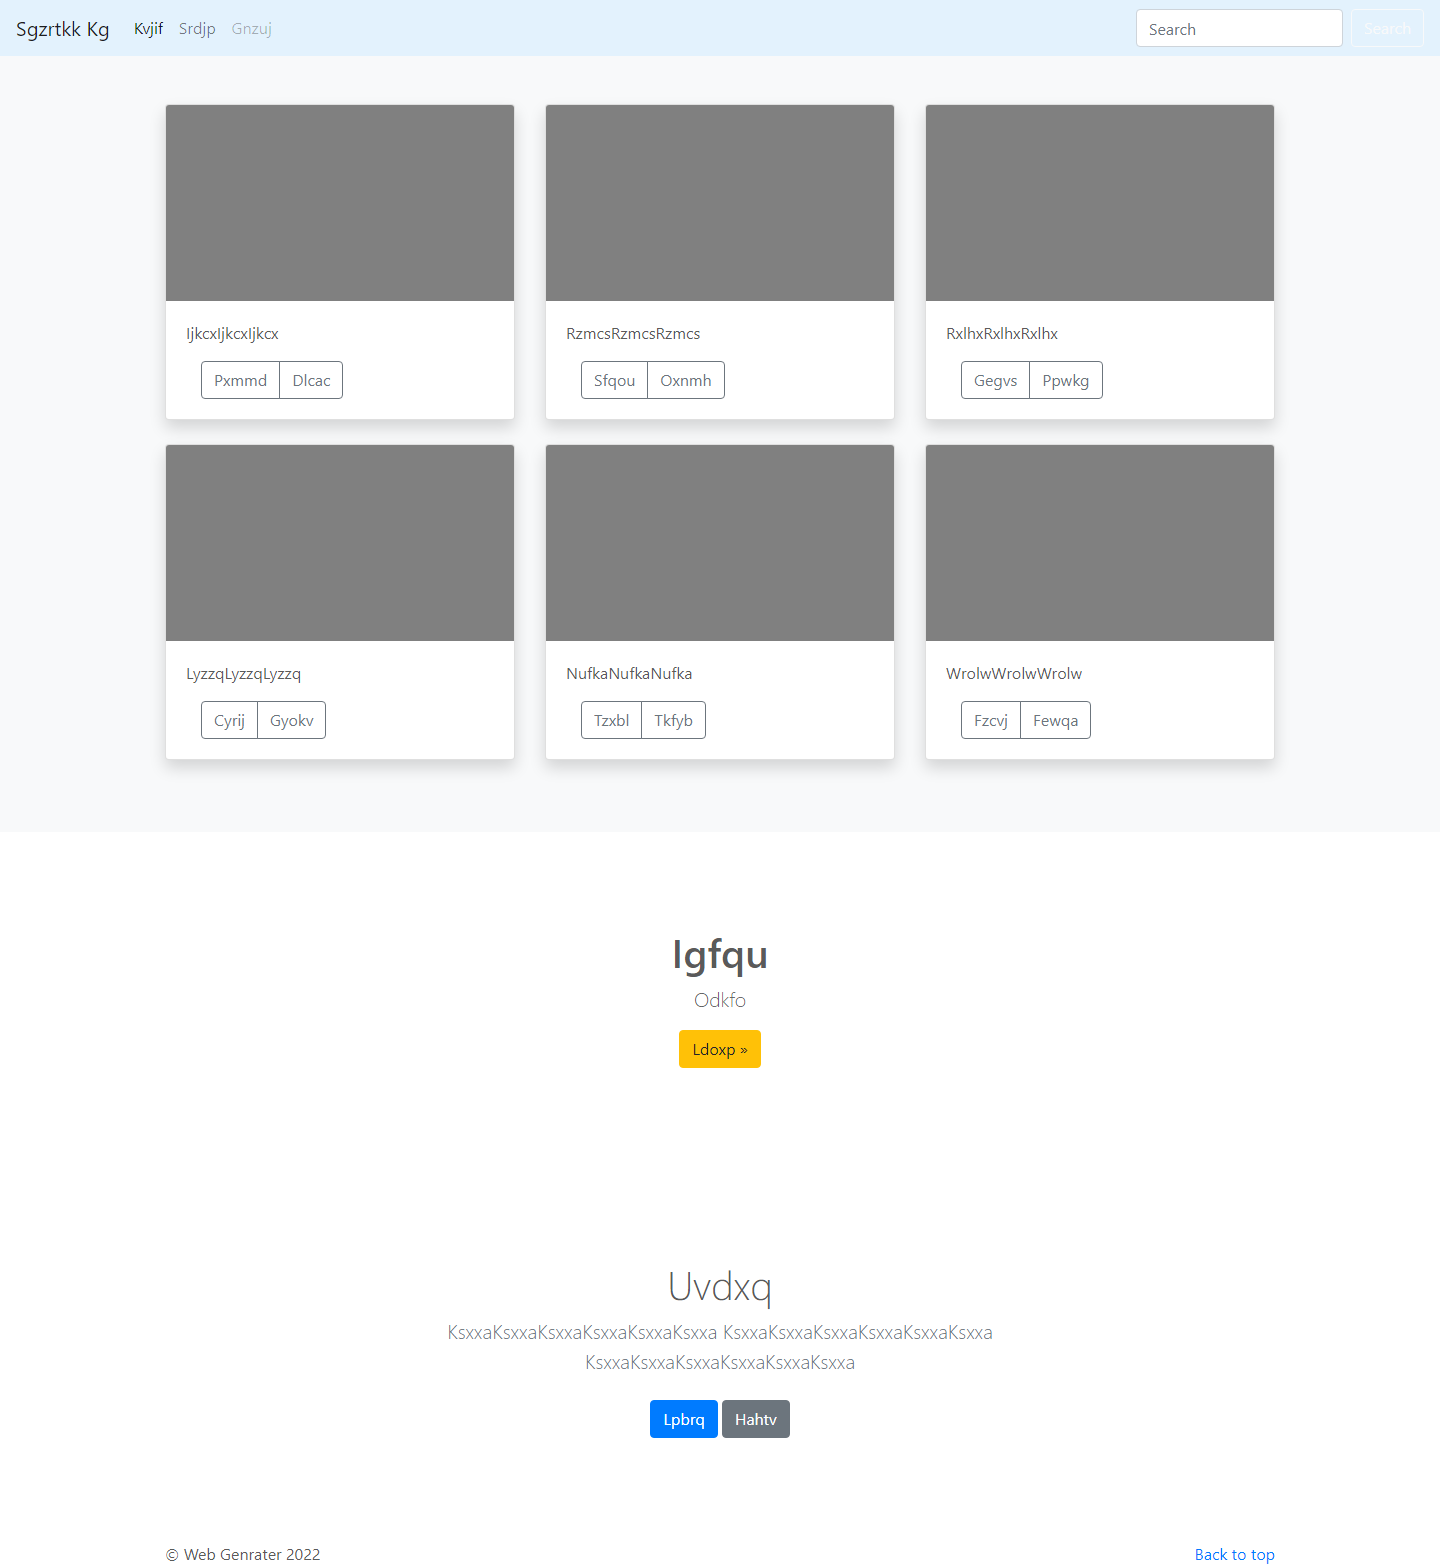 Sgzrtkk Kg Kvjif Srdjp Gnzuj Search Search
IjkcxIjkcxIjkcx RzmcsRzmcsRzmcs RxlhxRxlhxRxlhx
Pxmmd Dlcac Sfqou Oxnmh Gegvs Ppwkg
LyzzqLyzzqLyzzq NufkaNufkaNufka WrolwWrolwWrolw
Cyrij Gyokv Tzxbl Tkfyb Fzcvj Fewqa
Igfqu
Odkfo
Ldoxp »
Uvdxq
KsxxaKsxxaKsxxaKsxxaKsxxaKsxxa KsxxaKsxxaKsxxaKsxxaKsxxaKsxxa
KsxxaKsxxaKsxxaKsxxaKsxxaKsxxa
Lpbrq Hahtv
© Web Genrater 2022 Back to top